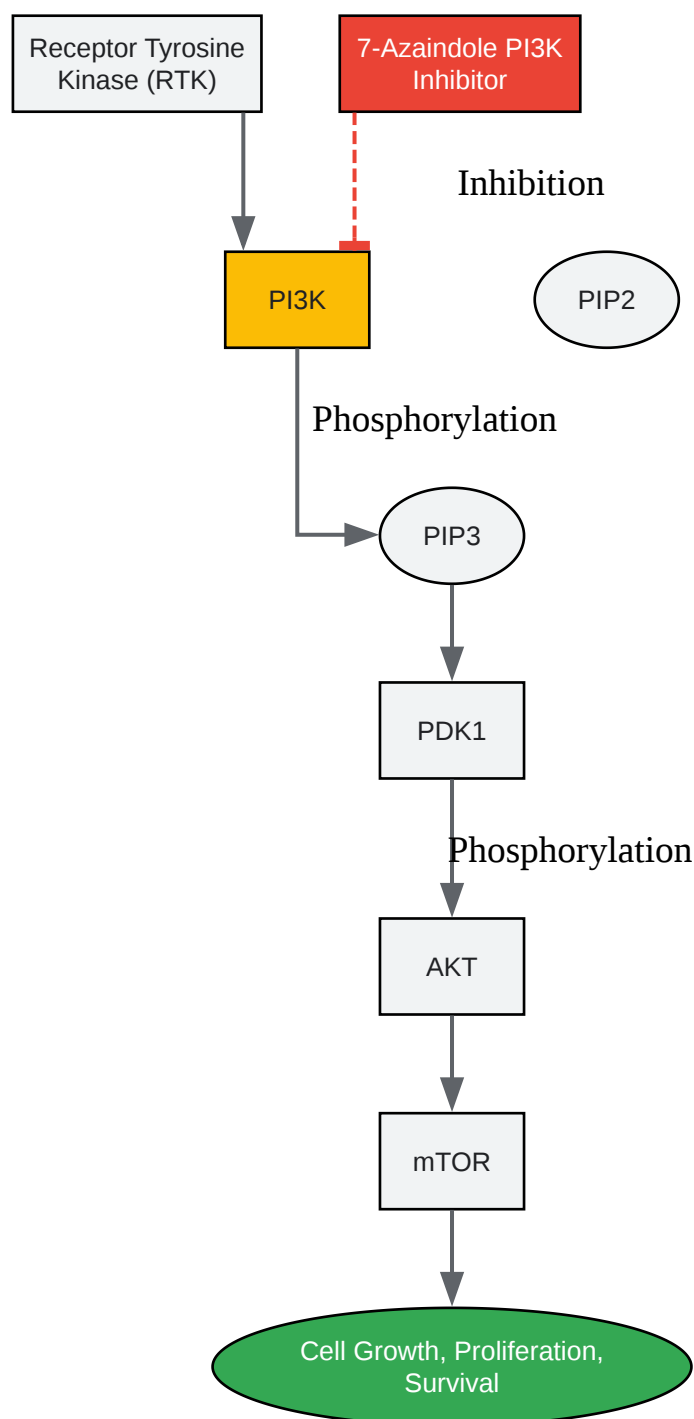 Receptor Tyrosine
Kinase (RTK)
7-Azaindole PI3K
Inhibitor
Inhibition
PI3K
PIP2
Phosphorylation
PIP3
PDK1
Phosphorylation
AKT
mTOR
Cell Growth, Proliferation,
Survival